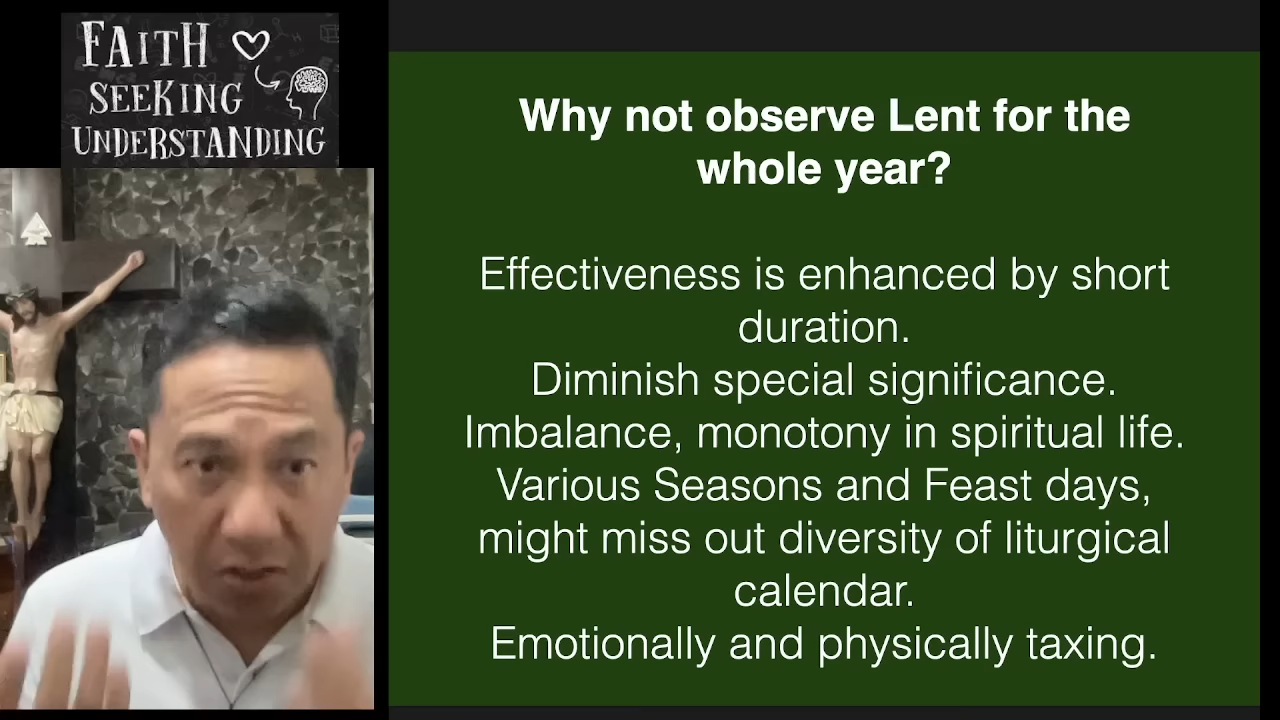 FAITH
SEEKING
UNDERSTANDING
Why not observe Lent for the
whole year?
Effectiveness is enhanced by short
duration.
Diminish special significance.
Imbalance, monotony in spiritual life.
Various Seasons and Feast days,
might miss out diversity of liturgical
calendar.
Emotionally and physically taxing.